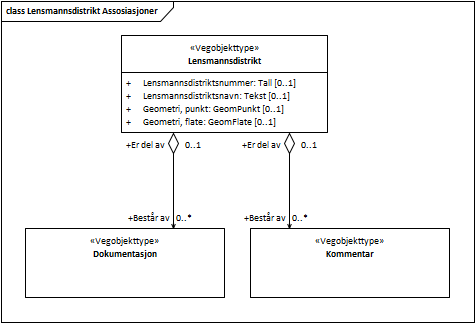 class Lensmannsdistrikt Assosiasjoner
«Vegobjekttype»
Lensmannsdistrikt
+ Lensmannsdistriktsnummer: Tall [0..1]
+ Lensmannsdistriktsnavn: Tekst [0..1]
+ Geometri, punkt: GeomPunkt [0..1]
+ Geometri, flate: GeomFlate [0..1]
+Er del av 0..1 +Er del av 0..1
+Består av 0..* +Består av 0..*
«Vegobjekttype» «Vegobjekttype»
Dokumentasjon Kommentar